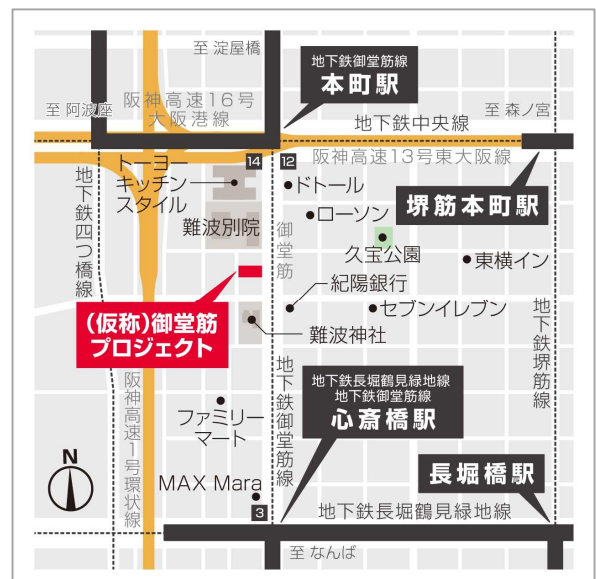 至 淀屋橋
地下鉄御堂筋線
本町駅
至 阿波座
阪神高速16号
大阪港線
至 森ノ宮
地下鉄中央線
阪神高速13号東大阪線
14
12
トーヨー
キッチン
スタイル
ドトール
堺筋本町駅
地下鉄四つ橋線
ローソン
難波別院
御堂筋
久宝公園
東横イン
紀陽銀行
(仮称)御堂筋
プロジェクト
セブンイレブン
難波神社
地下鉄堺筋線
阪神高速1号環状線
地下鉄御堂筋線
地下鉄長堀鶴見緑地線
地下鉄御堂筋線
心斎橋駅
ファミリー
マート
N
長堀橋駅
MAX Mara
3
地下鉄長堀鶴見緑地線
至 なんば